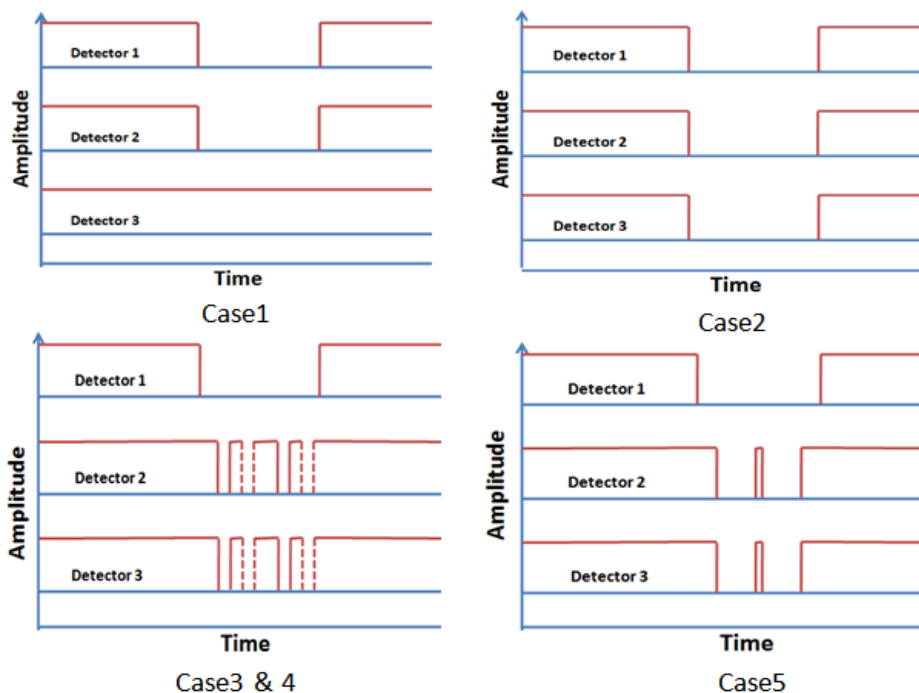 Amplitude
Detector 1
Detector 2
Detector 3
Time
Case1
Amplitude
Detector 1
Detector 2
Detector 3
Time
Case2
Amplitude
Detector 1
Detector 2
Detector 3
Time
Case3 & 4
Amplitude
Detector 1
Detector 2
Detector 3
Time
Case5